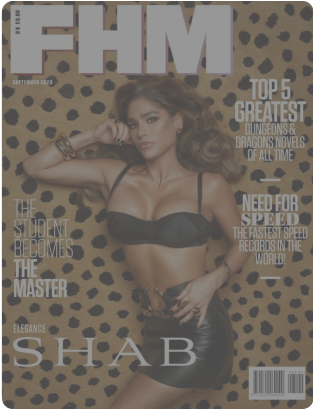 FHM
SEPTEMBER 2023
TOP 5
GREATEST
DUNGEONS &
DRAGONS NOVELS
OF ALL TIME
NEED FOR
SPEED
THE FASTEST SPEED
RECORDS IN THE
WORLD!
THE
STUDENT
BECOMES
THE
MASTER
ELEGANCE
SHAB